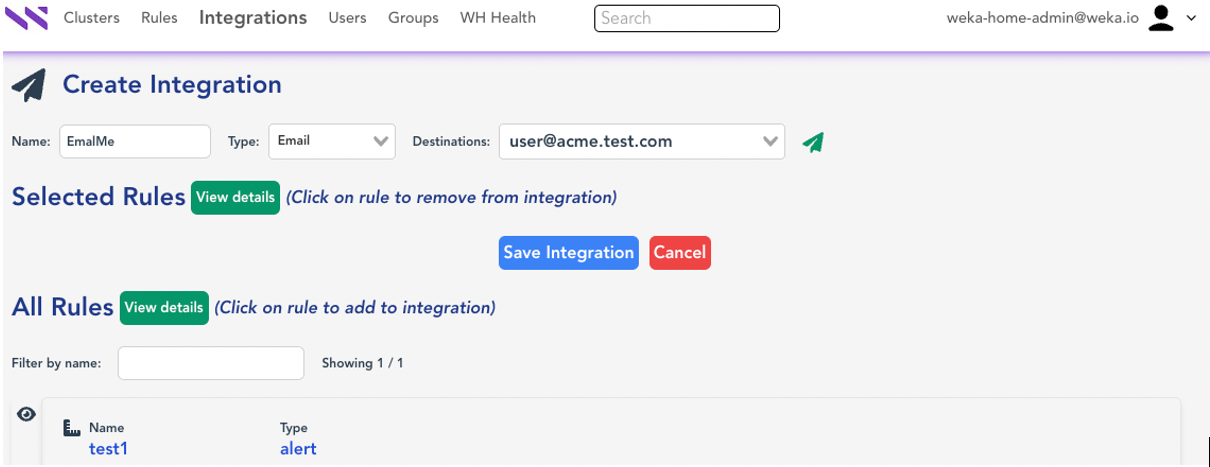 Clusters Rules Integrations Users Groups WH Health Search weka-home-admin@weka.io
Create Integration
Name: EmalMe Type: Email Destinations: user@acme.test.com
Selected Rules View details (Click on rule to remove from integration)
Save Integration Cancel
All Rules View details (Click on rule to add to integration)
Filter by name: Showing 1 / 1
Name Type
test1 alert